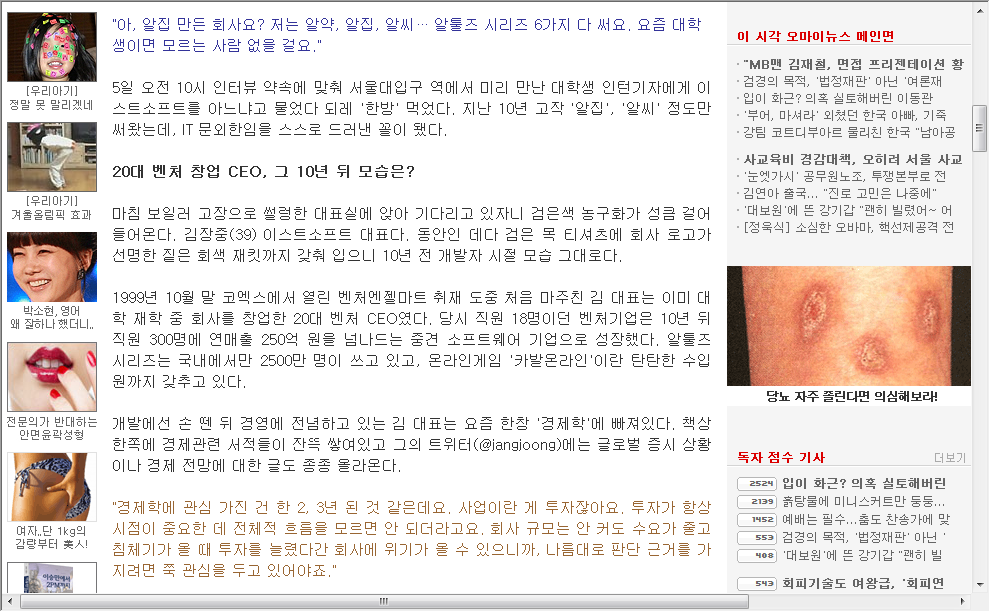 [우리아기]
정말 못 말리겠네
[우리아기]
겨울올림픽 효과
박소현, 영어
왜 잘하나 했더니..
전문의가 반대하는
안면윤곽성형
여자..단 1kg의
감량부터 美人!
이승만에서
2PM까지
"아, 알집 만든 회사요? 저는 알약, 알집, 알씨… 알툴즈 시리즈 6가지 다 써요. 요즘 대학
생이면 모르는 사람 없을 걸요."
5일 오전 10시 인터뷰 약속에 맞춰 서울대입구 역에서 미리 만난 대학생 인턴기자에게 이
스트소프트를 아느냐고 물었다 되레 '한방' 먹었다. 지난 10년 고작 '알집', '알씨' 정도만
써왔는데, IT 문외한임을 스스로 드러낸 꼴이 됐다.
20대 벤처 창업 CEO, 그 10년 뒤 모습은?
마침 보일러 고장으로 썰렁한 대표실에 앉아 기다리고 있자니 검은색 농구화가 성큼 걸어
들어온다. 김장중(39) 이스트소프트 대표다. 동안인 데다 검은 목 티셔츠에 회사 로고가
선명한 짙은 회색 재킷까지 갖춰 입으니 10년 전 개발자 시절 모습 그대로다.
1999년 10월 말 코엑스에서 열린 벤처엔젤마트 취재 도중 처음 마주친 김 대표는 이미 대
학 재학 중 회사를 창업한 20대 벤처 CEO였다. 당시 직원 18명이던 벤처기업은 10년 뒤
직원 300명에 연매출 250억 원을 넘나드는 중견 소프트웨어 기업으로 성장했다. 알툴즈
시리즈는 국내에서만 2500만 명이 쓰고 있고, 온라인게임 '카발온라인'이란 탄탄한 수입
원까지 갖추고 있다.
개발에선 손 뗀 뒤 경영에 전념하고 있는 김 대표는 요즘 한창 '경제학'에 빠져있다. 책상
한쪽에 경제관련 서적들이 잔뜩 쌓여있고 그의 트위터(@jangjoong)에는 글로벌 증시 상황
이나 경제 전망에 대한 글도 종종 올라온다.
"경제학에 관심 가진 건 한 2, 3년 된 것 같은데요. 사업이란 게 투자잖아요. 투자가 항상
시점이 중요한 데 전체적 흐름을 모르면 안 되더라고요. 회사 규모는 안 커도 수요가 줄고
침체기가 올 때 투자를 늘렸다간 회사에 위기가 올 수 있으니까, 나름대로 판단 근거를 가
지려면 쭉 관심을 두고 있어야죠."
이 시각 오마이뉴스 메인면
· "MB맨 김재철, 면접 프리젠테이션 황
· 검경의 목적, '법정재판' 아닌 '여론재
· 입이 화근? 의혹 실토해버린 이동관
· '부어, 마셔라' 외쳤던 한국 아빠, 기죽
· 강팀 코트디부아르 물리친 한국 "남아공
· 사교육비 경감대책, 오히려 서울 사교
· '눈엣가시' 공무원노조, 투쟁본부로 전
· 김연아 출국... "진로 고민은 나중에"
· '대보원'에 뜬 강기갑 "괜히 빌렸어~ 어
· [정욱식] 소심한 오바마, 핵선제공격 전
당뇨 자주 졸린다면 의심해보라!
독자 점수 기사
더보기
2524 입이 화근? 의혹 실토해버린
2139 흙탕물에 미니스커트만 둥둥...
1452 예배는 필수...춤도 찬송가에 맞
553 검경의 목적, '법정재판' 아닌 '
408 '대보원'에 뜬 강기갑 "괜히 빌
543 회피기술도 여왕급, '회피연